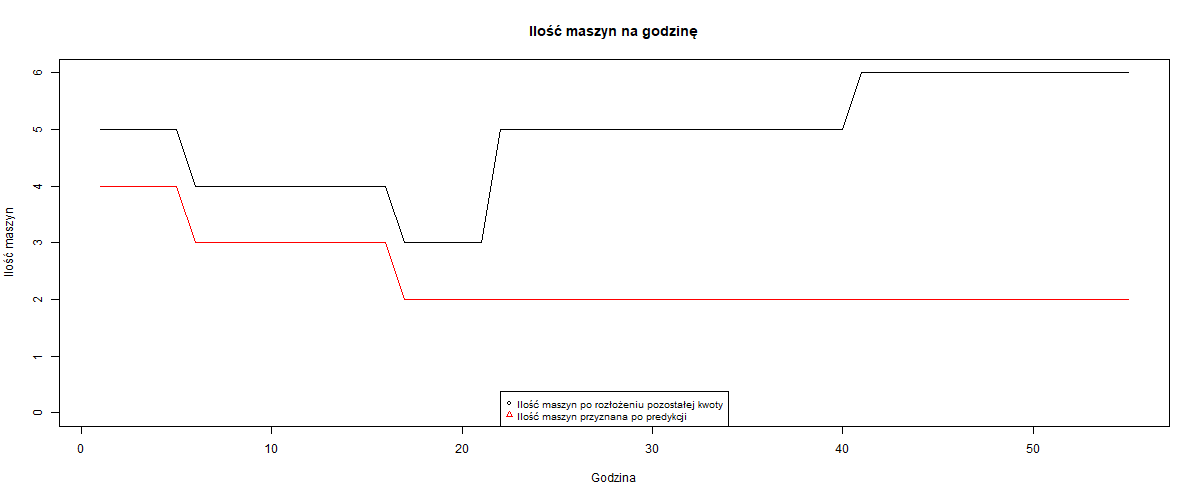 Ilość maszyn na godzinę
Ilość maszyn
6
5
4
3
2
1
0
Ilość maszyn po rozłożeniu pozostałej kwoty
Ilość maszyn przyznana po predykcji
0 10 20 30 40 50
Godzina